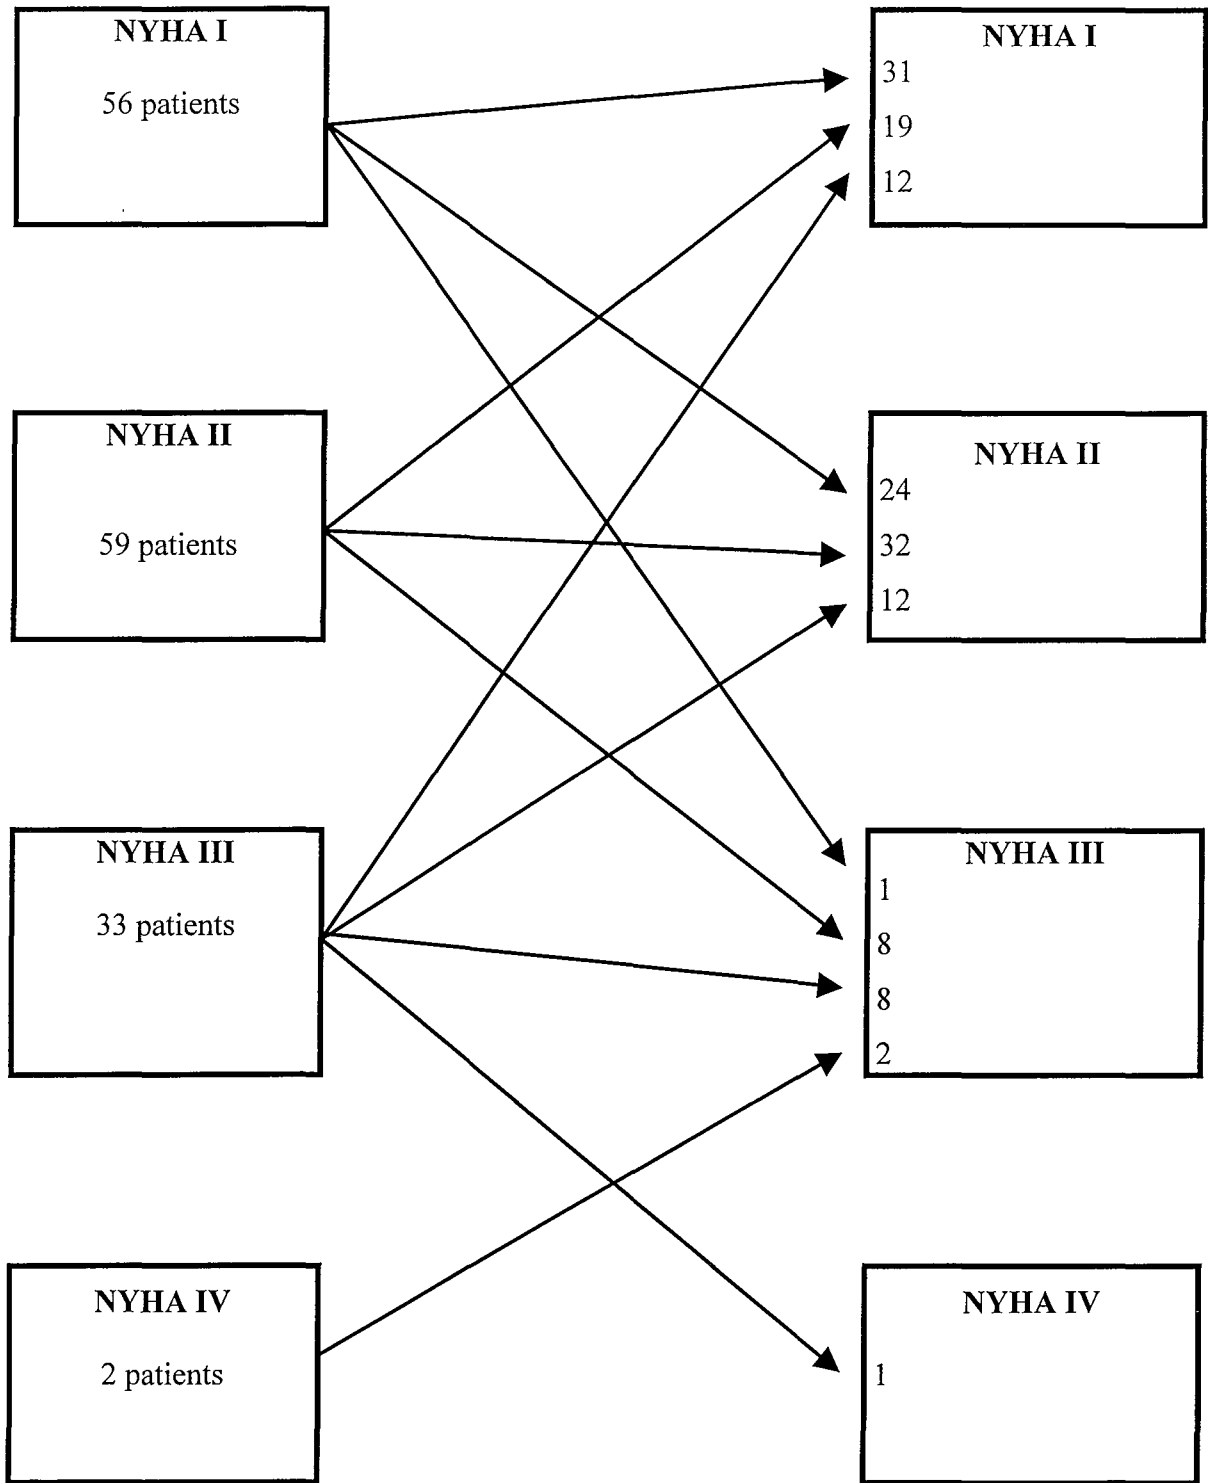 NYHA I
56 patients
NYHA I
31
19
12
NYHA II
59 patients
NYHA II
24
32
12
NYHA III
33 patients
NYHA III
1
8
8
2
NYHA IV
2 patients
NYHA IV
1